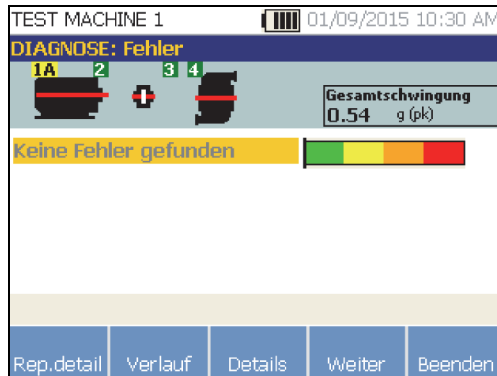 TEST MACHINE 1 01/09/2015 10:30 AM
DIAGNOSE: Fehler
1A 2 3 4
Gesamtschwingung
0.54 g (pk)
Keine Fehler gefunden
Rep.detail Verlauf Details Weiter Beenden